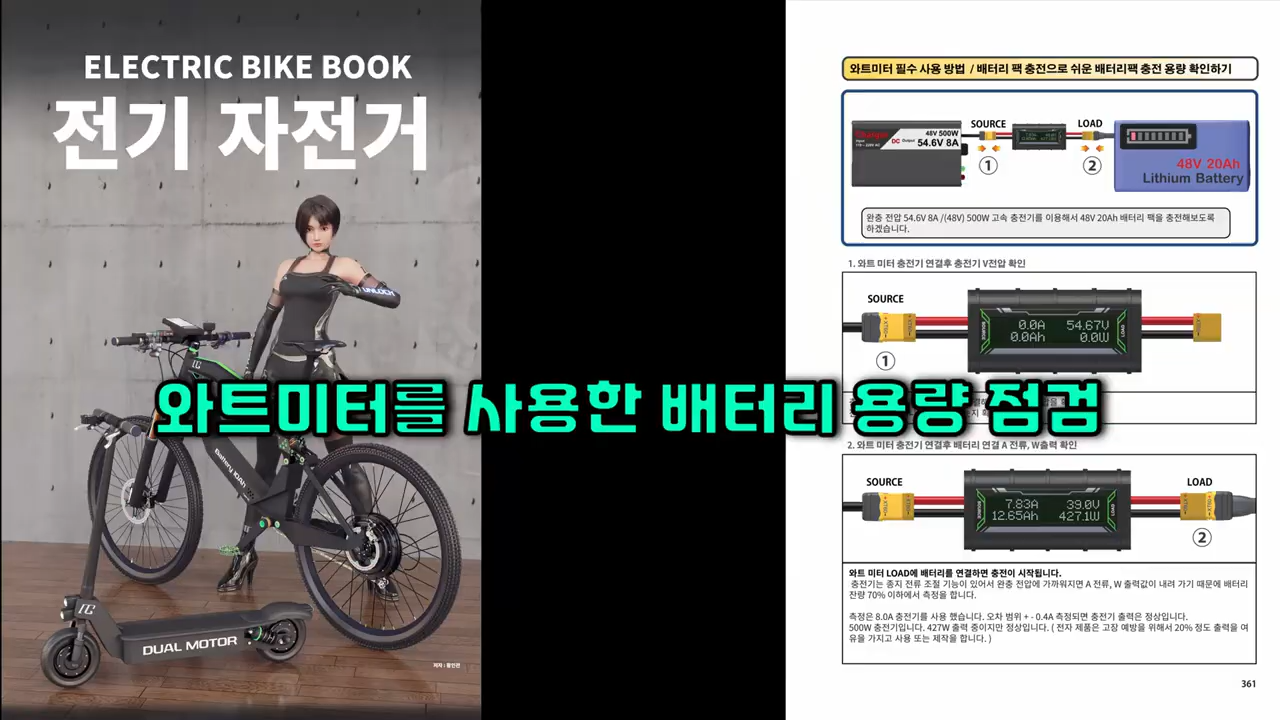 ELECTRIC BIKE BOOK
전기 자전거
UNLOCK
Battery 10Ah
DUAL MOTOR
저자 : 황인관
와트미터를 사용한 배터리 용량 점검
와트미터 필수 사용 방법 / 배터리 팩 충전으로 쉬운 배터리팩 충전 용량 확인하기
SOURCE
LOAD
48V 500W
DC Output 54.6V 8A
①
②
48V 20Ah
Lithium Battery
완충 전압 54.6V 8A /(48V) 500W 고속 충전기를 이용해서 48V 20Ah 배터리 팩을 충전해보도록
하겠습니다.
1. 와트 미터 충전기 연결후 충전기 V전압 확인
SOURCE
0.0A 54.67V
0.0Ah 0.0W
SOURCE
LOAD
①
2. 와트 미터 충전기 연결후 배터리 연결 A 전류, W출력 확인
SOURCE
LOAD
7.83A 39.0V
12.65Ah 427.1W
SOURCE
LOAD
②
와트 미터 LOAD에 배터리를 연결하면 충전이 시작됩니다.
충전기는 종지 전류 조절 기능이 있어서 완충 전압에 가까워지면 A 전류, W 출력값이 내려 가기 때문에 배터리
잔량 70% 이하에서 측정을 합니다.
측정은 8.0A 충전기를 사용 했습니다. 오차 범위 + - 0.4A 측정되면 충전기 출력은 정상입니다.
500W 충전기입니다. 427W 출력 중이지만 정상입니다. ( 전자 제품은 고장 예방을 위해서 20% 정도 출력을 여
유을 가지고 사용 또는 제작을 합니다. )
361